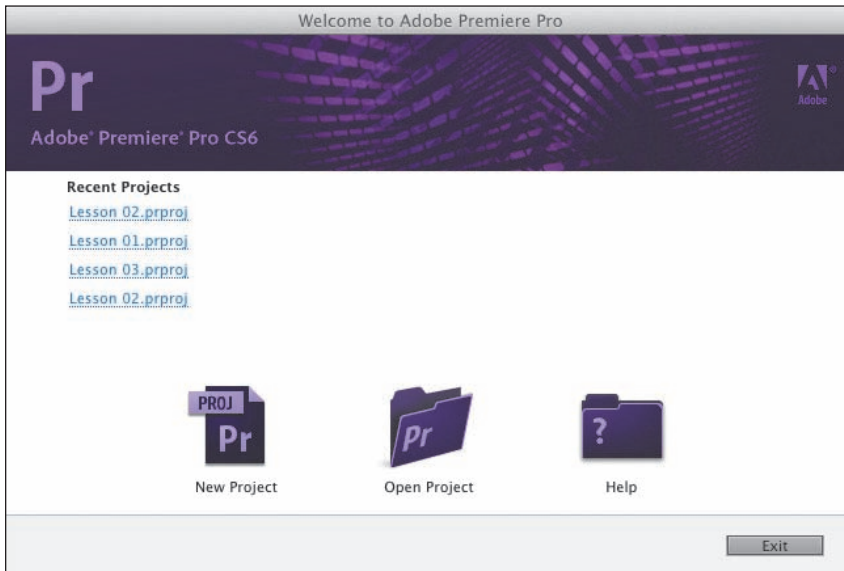 Welcome to Adobe Premiere Pro
Pr
Adobe® Premiere® Pro CS6
Adobe®
Recent Projects
Lesson 02.prproj
Lesson 01.prproj
Lesson 03.prproj
Lesson 02.prproj
PROJ
Pr
Pr
?
New Project
Open Project
Help
Exit